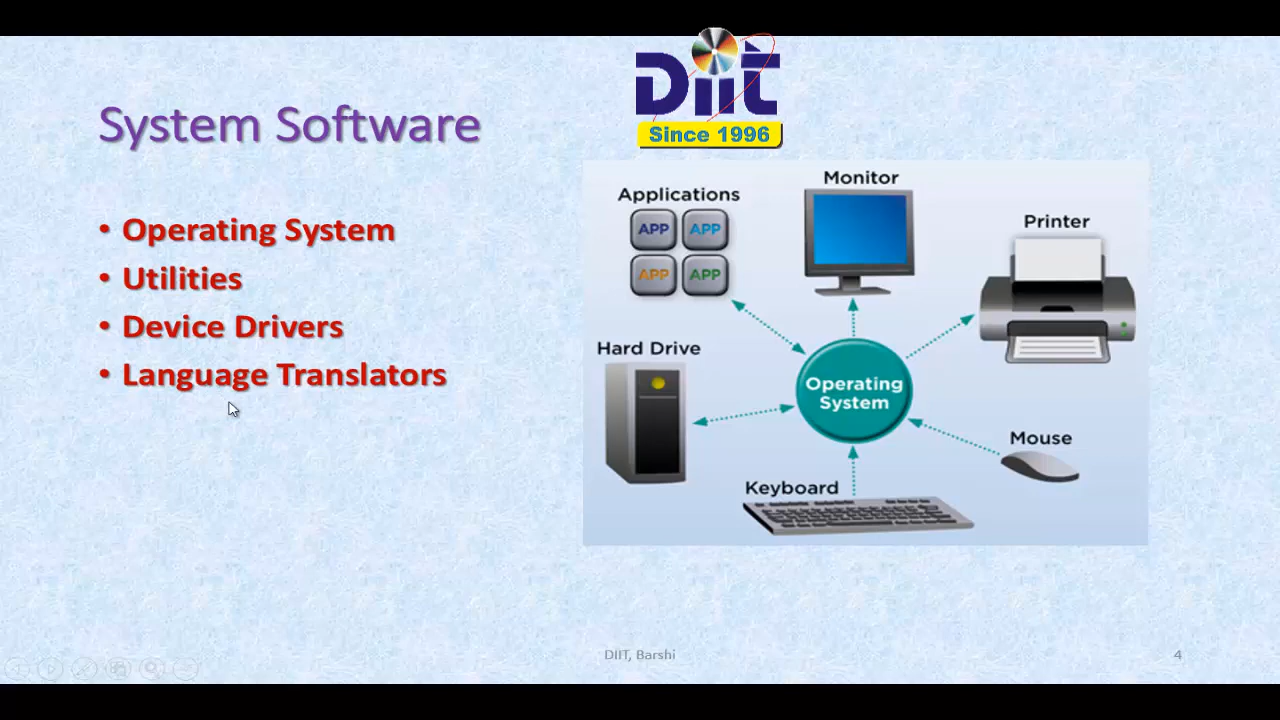 DiiT
Since 1996
System Software
• Operating System
• Utilities
• Device Drivers
• Language Translators
Applications
APP APP
APP APP
Monitor
Printer
Hard Drive
Operating
System
Mouse
Keyboard
DIIT, Barshi
4